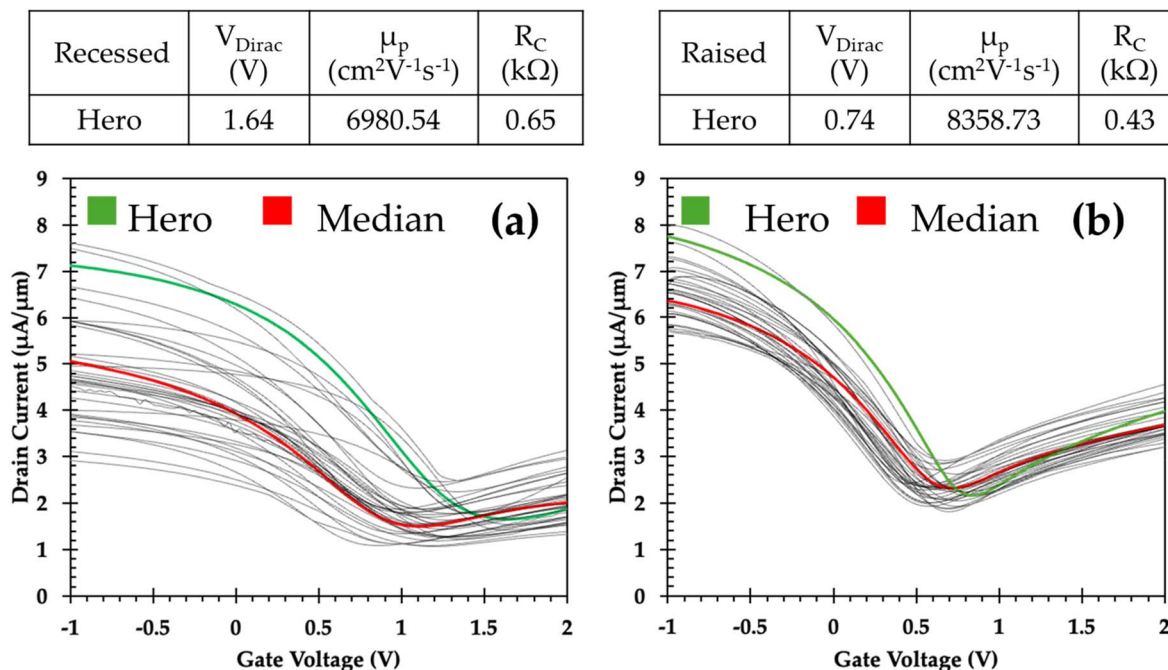 Recessed V_Dirac (V) μ_p (cm²V⁻¹s⁻¹) R_C (kΩ)
Hero 1.64 6980.54 0.65
Raised V_Dirac (V) μ_p (cm²V⁻¹s⁻¹) R_C (kΩ)
Hero 0.74 8358.73 0.43
Hero Median (a)
Drain Current (μA/μm)
9
8
7
6
5
4
3
2
1
0
-1 -0.5 0 0.5 1 1.5 2
Gate Voltage (V)
Hero Median (b)
Drain Current (μA/μm)
9
8
7
6
5
4
3
2
1
0
-1 -0.5 0 0.5 1 1.5 2
Gate Voltage (V)